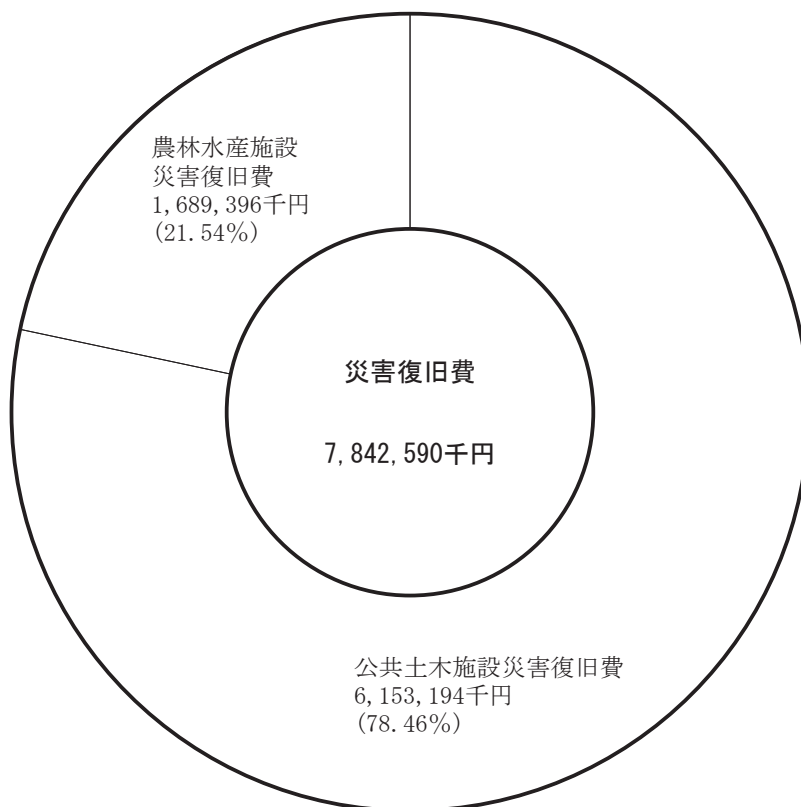 農林水産施設
災害復旧費
1,689,396千円
(21.54%)
災害復旧費
7,842,590千円
公共土木施設災害復旧費
6,153,194千円
(78.46%)